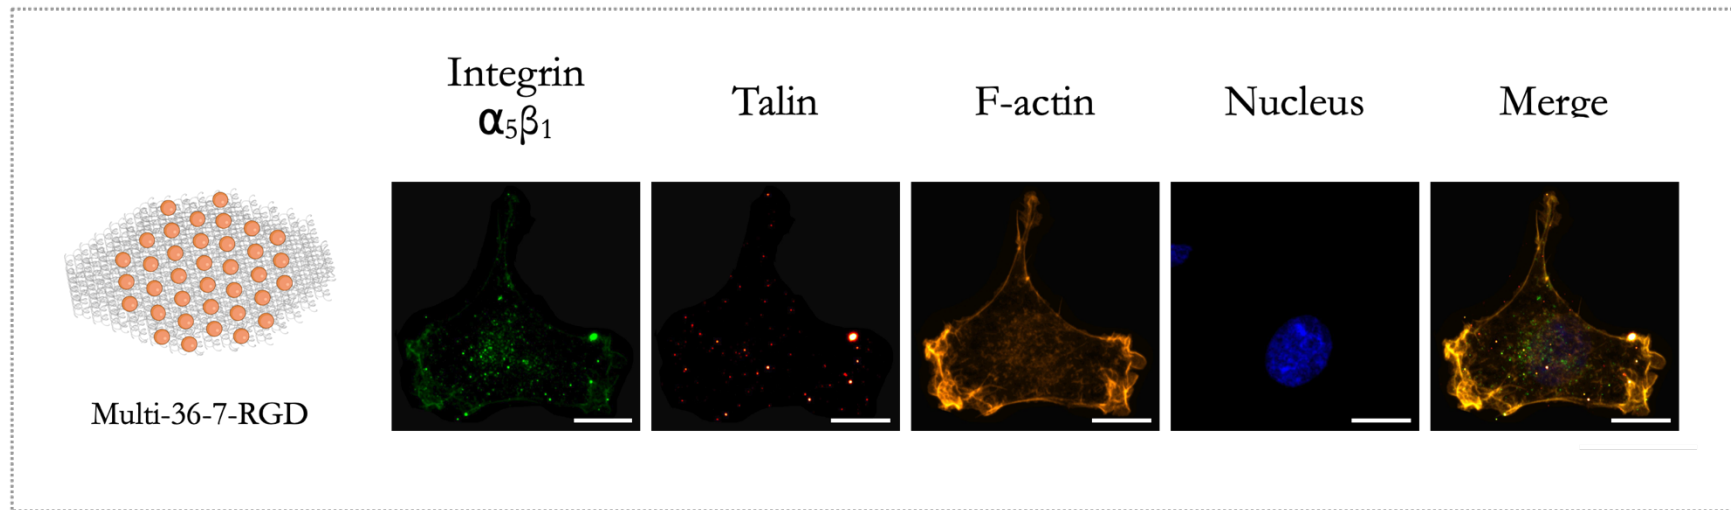 Integrin
α₅β₁
Talin
F-actin
Nucleus
Merge
Multi-36-7-RGD